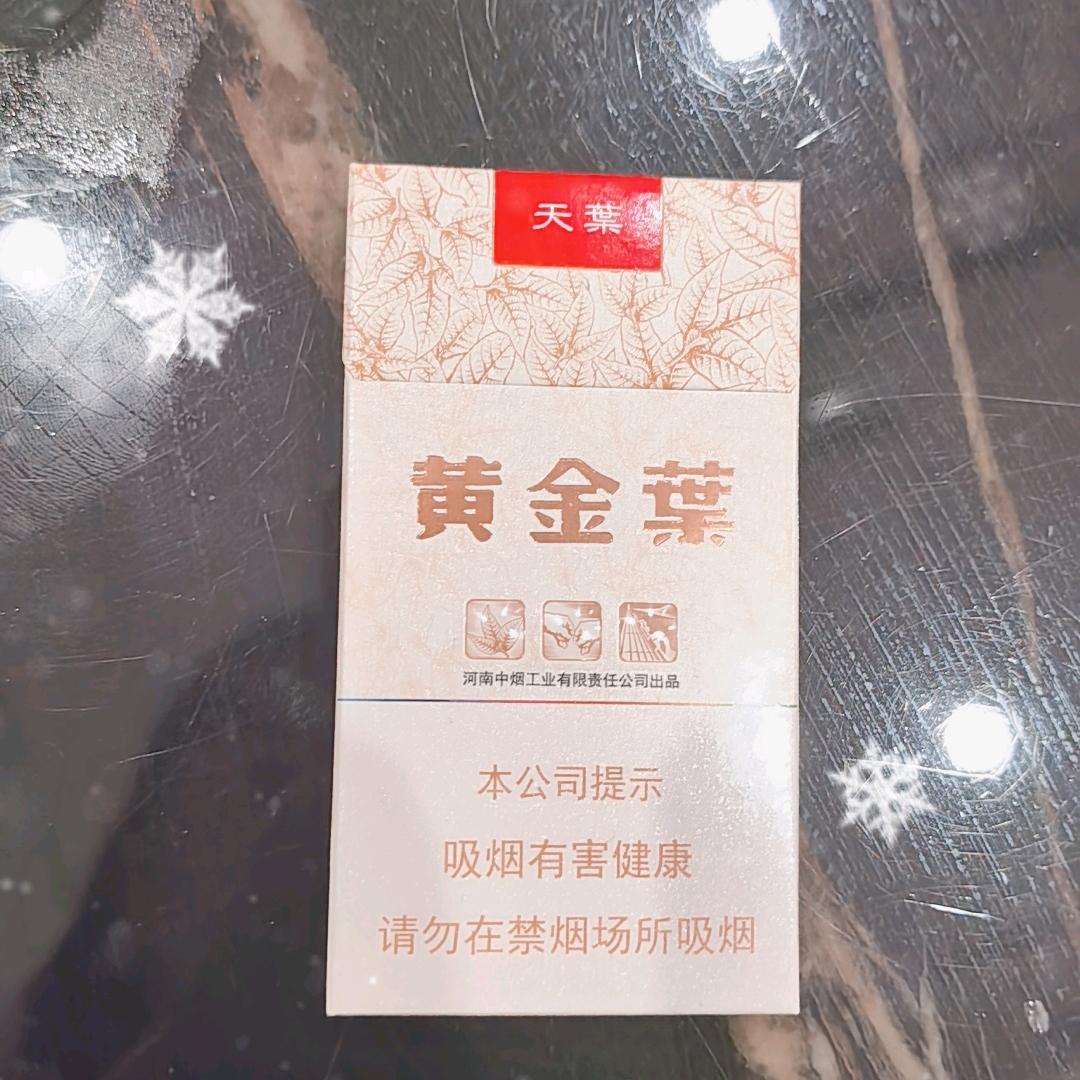 天葉
黄金葉
河南中烟工业有限责任公司出品
本公司提示
吸烟有害健康
请勿在禁烟场所吸烟